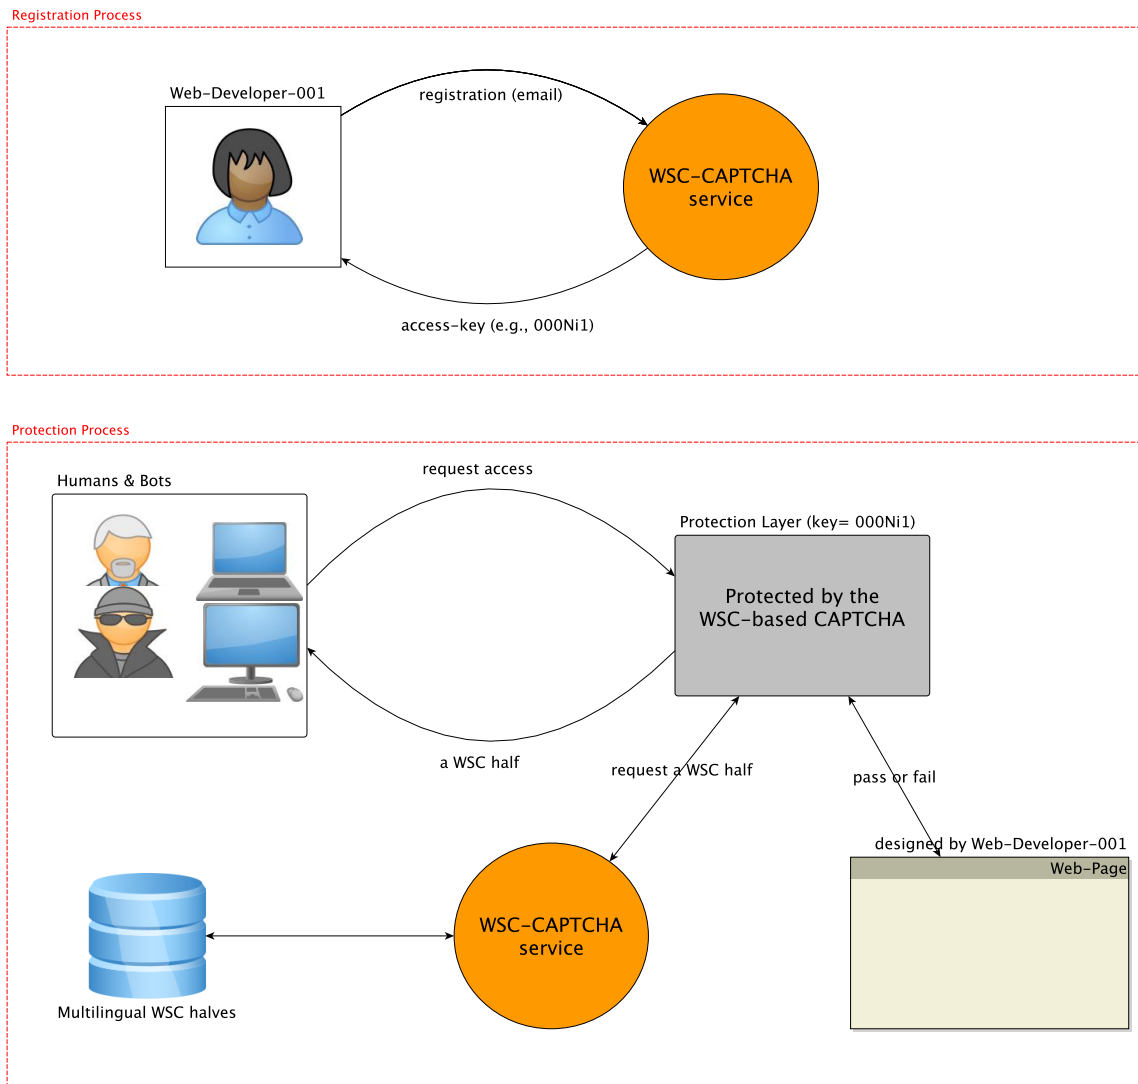 Registration Process
Web-Developer-001
registration (email)
WSC-CAPTCHA
service
access-key (e.g., 000Ni1)
Protection Process
request access
Humans & Bots
Protection Layer (key= 000Ni1)
Protected by the
WSC-based CAPTCHA
a WSC half
request a WSC half
pass or fail
designed by Web-Developer-001
Web-Page
WSC-CAPTCHA
service
Multilingual WSC halves